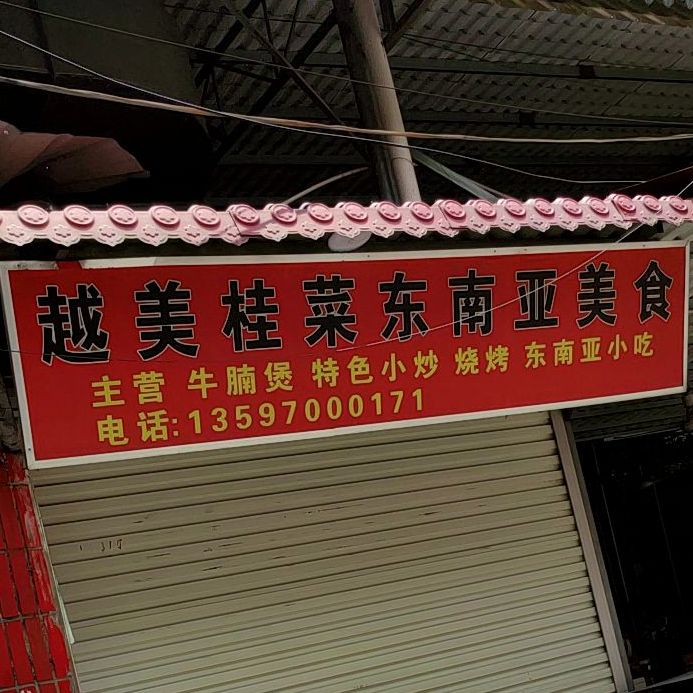 越美桂菜东南亚美食
主营 牛腩煲 特色小炒 烧烤 东南亚小吃
电话:13597000171